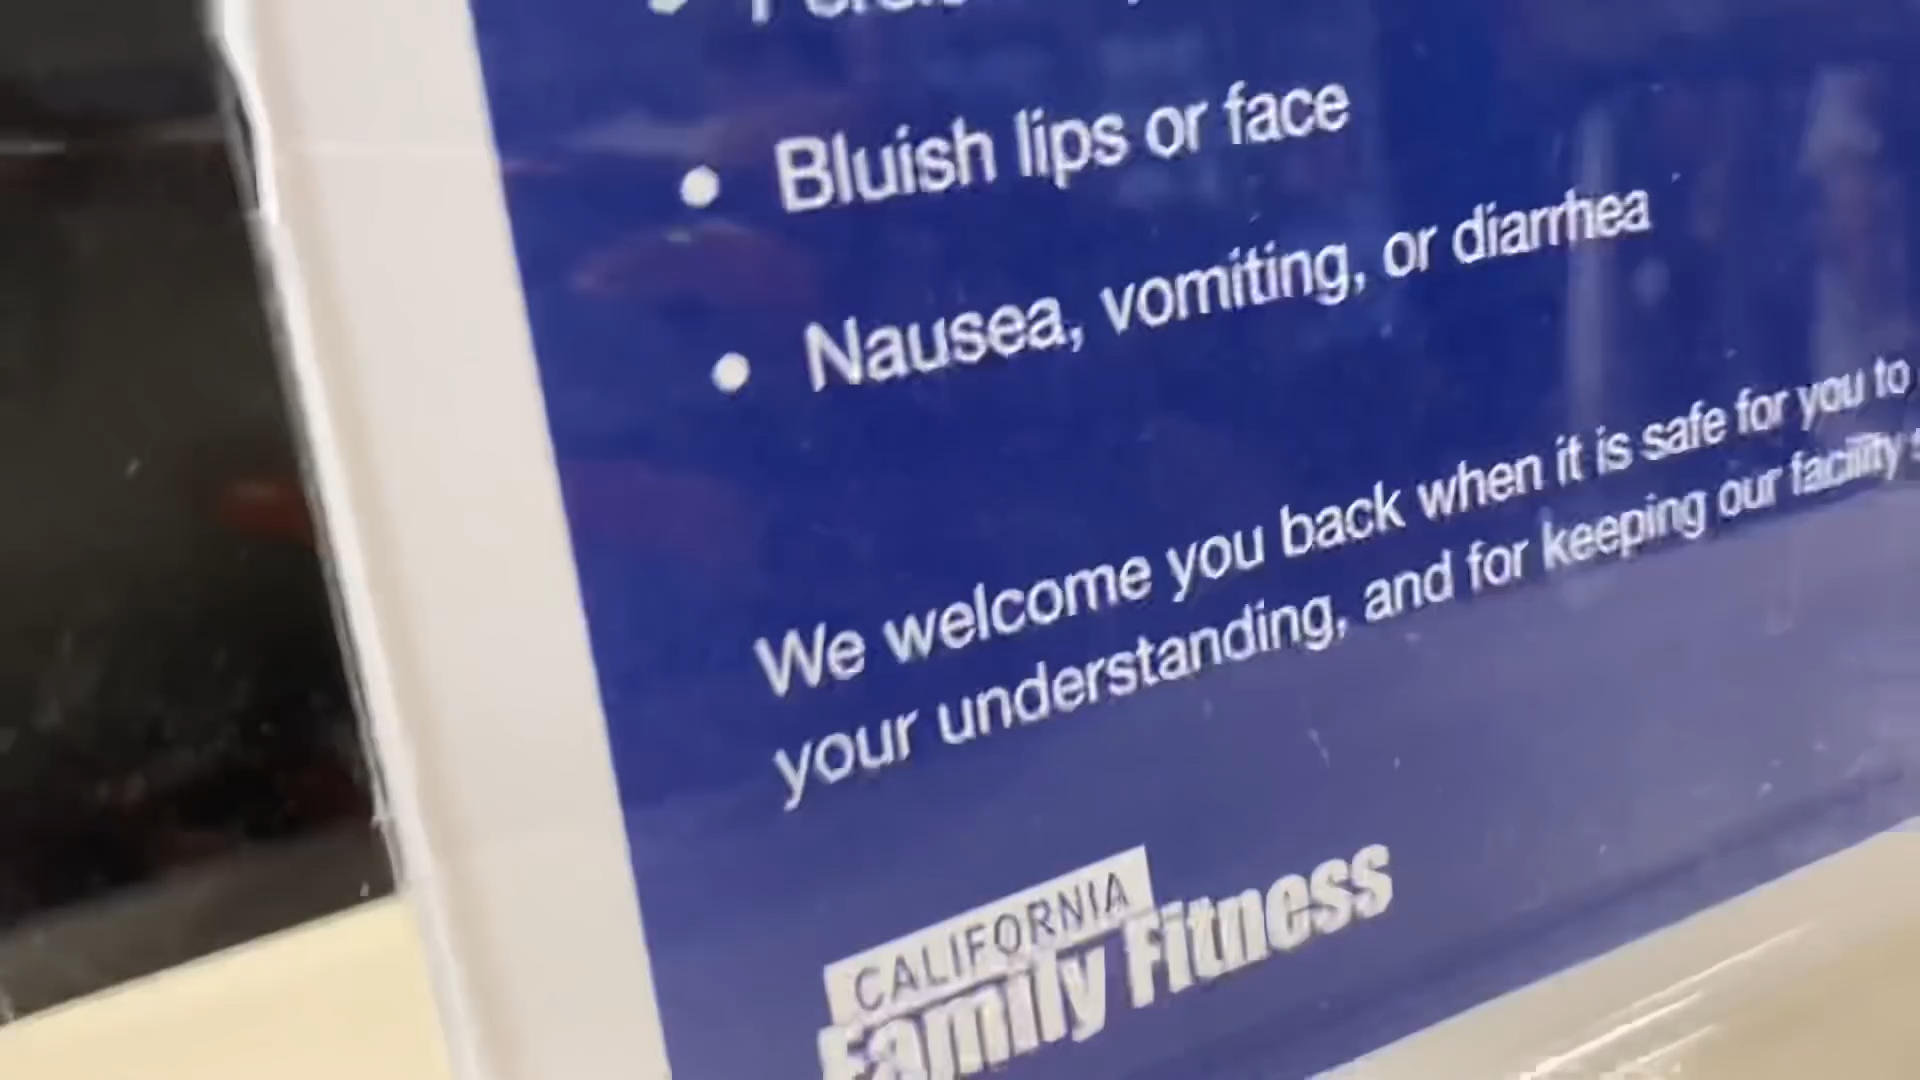 Bluish lips or face
Nausea, vomiting, or diarrhea
We welcome you back when it is safe for you to
your understanding, and for keeping our facility
CALIFORNIA
Family Fitness